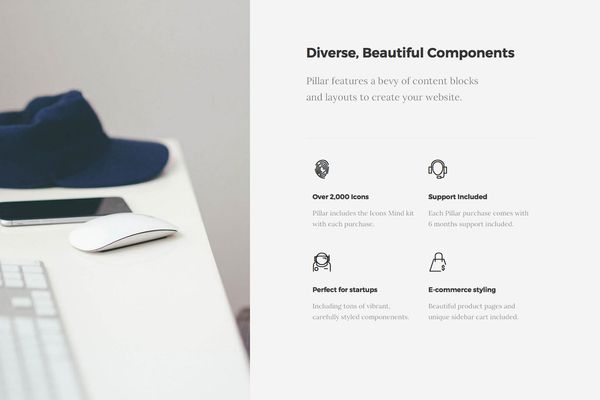 Diverse, Beautiful Components
Pillar features a bevy of content blocks
and layouts to create your website.
Over 2,000 Icons
Pillar includes the Icons Mind kit
with each purchase.
Support Included
Each Pillar purchase comes with
6 months support included.
Perfect for startups
Including tons of vibrant,
carefully styled componenents.
E-commerce styling
Beautiful product pages and
unique sidebar cart included.